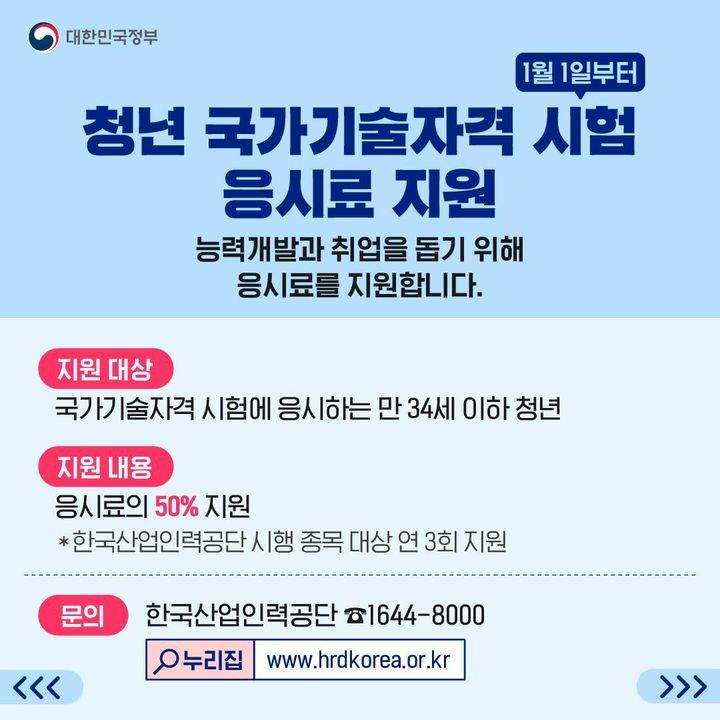 대한민국정부
1월 1일부터
청년 국가기술자격 시험
응시료 지원
능력개발과 취업을 돕기 위해
응시료를 지원합니다.
지원 대상
국가기술자격 시험에 응시하는 만 34세 이하 청년
지원 내용
응시료의 50% 지원
*한국산업인력공단 시행 종목 대상 연 3회 지원
문의 한국산업인력공단 ☎1644-8000
누리집 www.hrdkorea.or.kr
<<< >>>